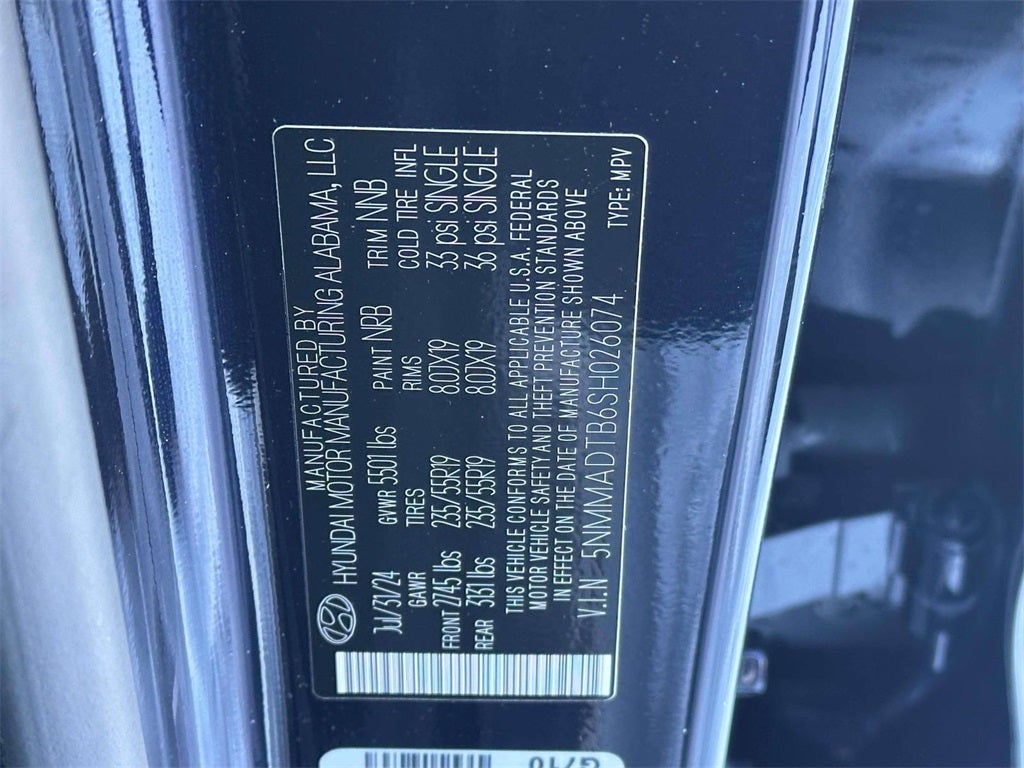 MANUFACTURED BY
HYUNDAI MOTOR MANUFACTURING ALABAMA, LLC
Jul/31/24 GVWR 5501 lbs PAINT NRB TRIM NNB
GAWR TIRES RIMS COLD TIRE INFL
FRONT 2745 lbs 235/55R19 8.0JX19 33 psi SINGLE
REAR 3131 lbs 235/55R19 8.0JX19 36 psi SINGLE
THIS VEHICLE CONFORMS TO ALL APPLICABLE U.S.A. FEDERAL
MOTOR VEHICLE SAFETY AND THEFT PREVENTION STANDARDS
IN EFFECT ON THE DATE OF MANUFACTURE SHOWN ABOVE
V.I.N 5NMMADTB6SH026074 TYPE: MPV
G710